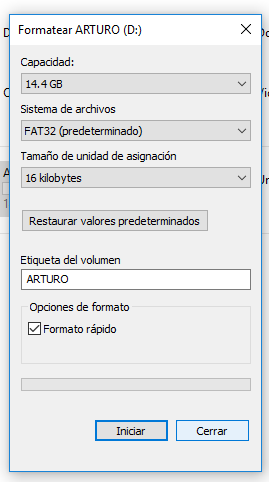 Formatear ARTURO (D:)
Capacidad:
14.4 GB
Sistema de archivos
FAT32 (predeterminado)
Tamaño de unidad de asignación
16 kilobytes
Restaurar valores predeterminados
Etiqueta del volumen
ARTURO
Opciones de formato
Formato rápido
Iniciar
Cerrar